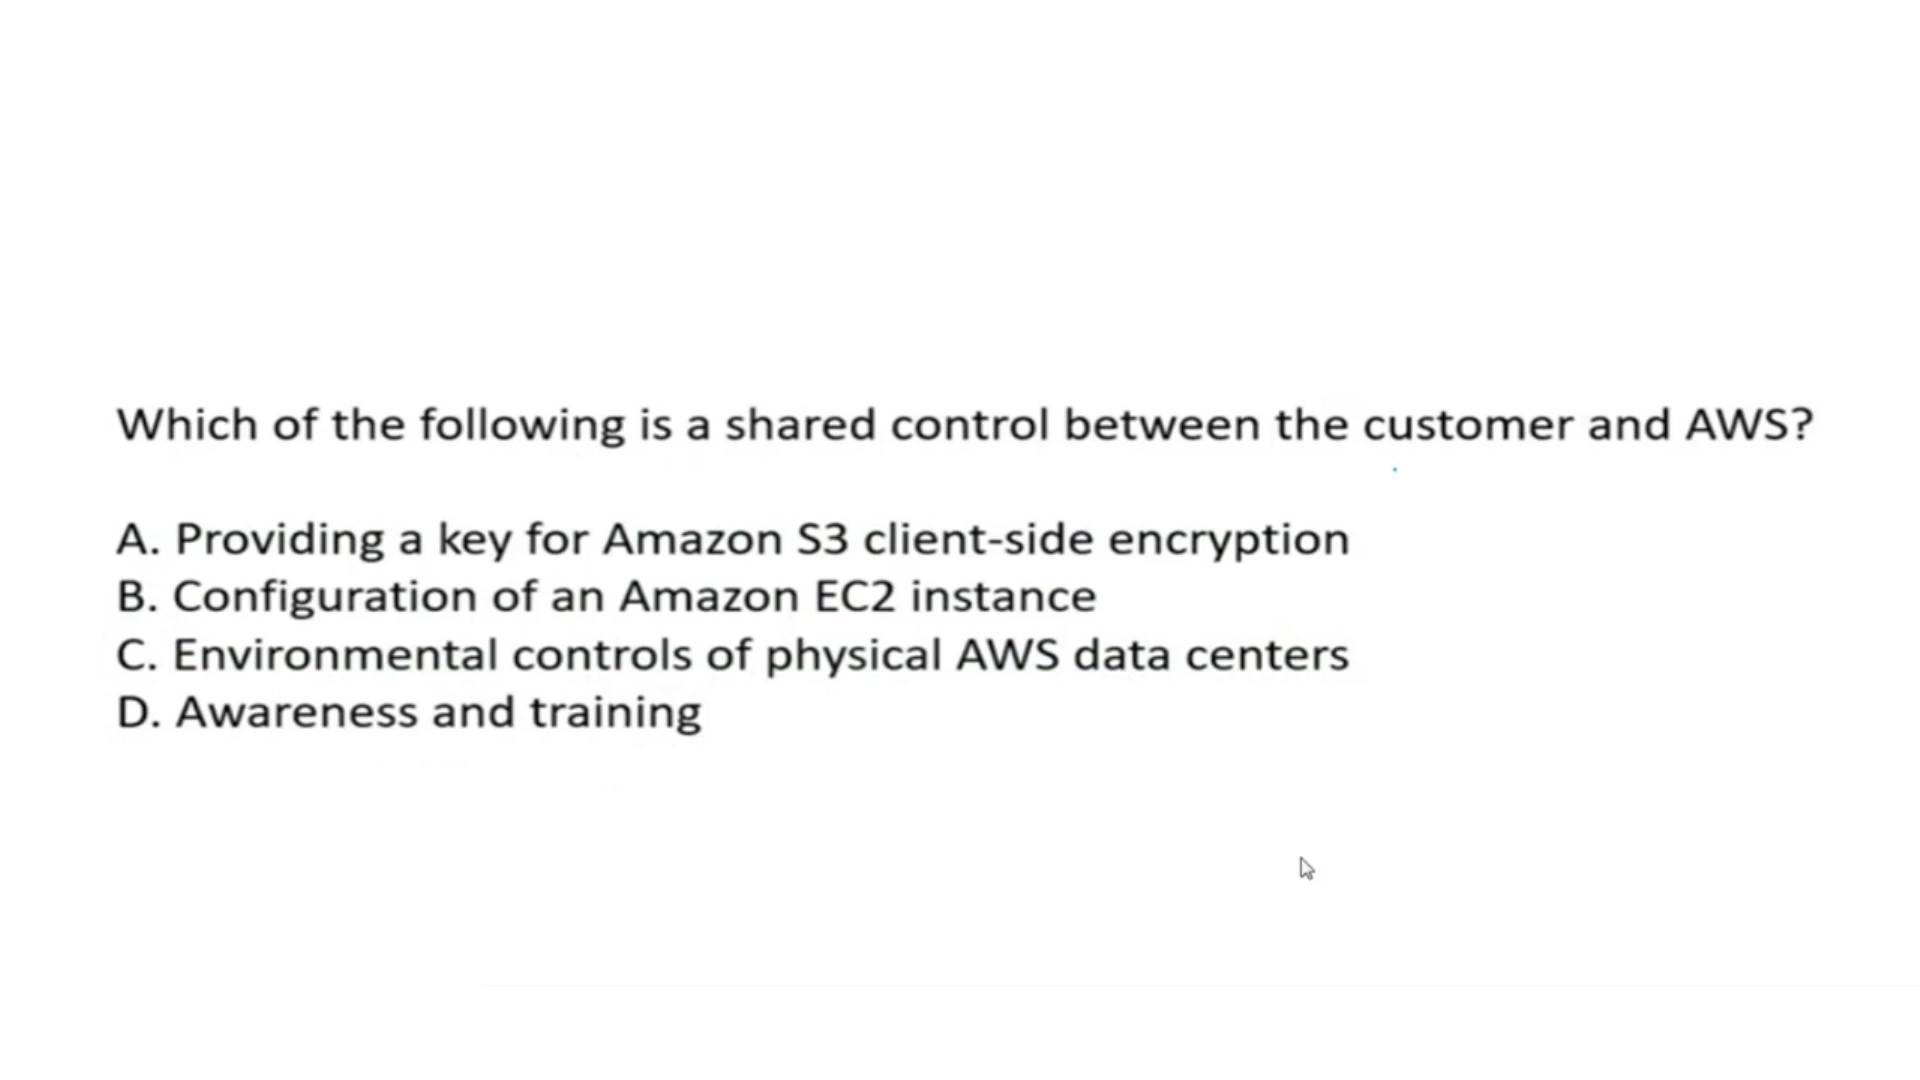 Which of the following is a shared control between the customer and AWS?
A. Providing a key for Amazon S3 client-side encryption
B. Configuration of an Amazon EC2 instance
C. Environmental controls of physical AWS data centers
D. Awareness and training